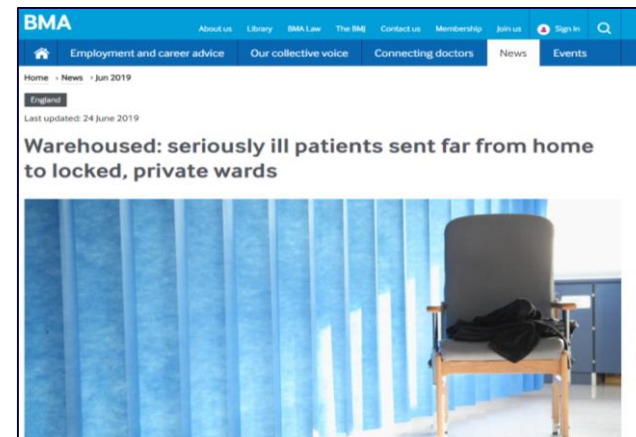 BMA
About us Library BMA Law The BMJ Contact us Membership Join us Sign in
Employment and career advice Our collective voice Connecting doctors News Events
Home › News › Jun 2019
England
Last updated: 24 June 2019
Warehoused: seriously ill patients sent far from home
to locked, private wards